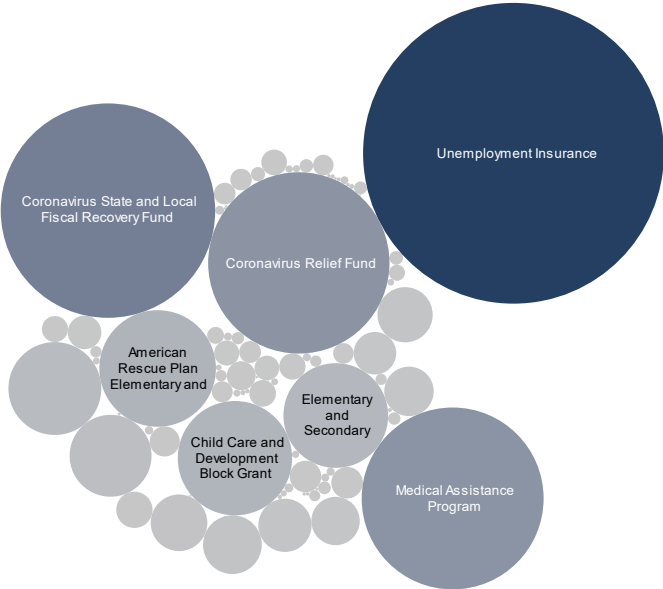 Unemployment Insurance
Coronavirus State and Local
Fiscal Recovery Fund
Coronavirus Relief Fund
American
Rescue Plan
Elementary and
Elementary
and
Secondary
Child Care and
Development
Block Grant
Medical Assistance
Program